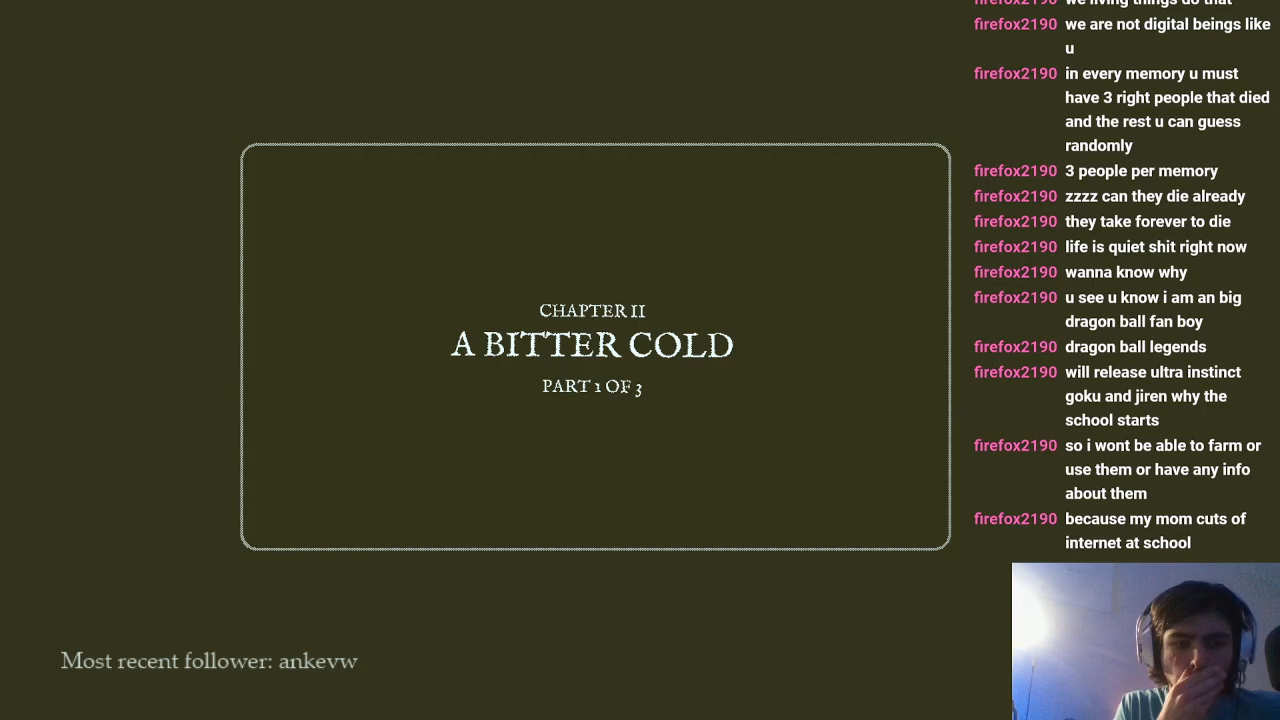 CHAPTER II
A BITTER COLD
PART 1 OF 3
Most recent follower: ankevw
firefox2190 we living things do that
firefox2190 we are not digital beings like
u
firefox2190 in every memory u must
have 3 right people that died
and the rest u can guess
randomly
firefox2190 3 people per memory
firefox2190 zzzz can they die already
firefox2190 they take forever to die
firefox2190 life is quiet shit right now
firefox2190 wanna know why
firefox2190 u see u know i am an big
dragon ball fan boy
firefox2190 dragon ball legends
firefox2190 will release ultra instinct
goku and jiren why the
school starts
firefox2190 so i wont be able to farm or
use them or have any info
about them
firefox2190 because my mom cuts of
internet at school